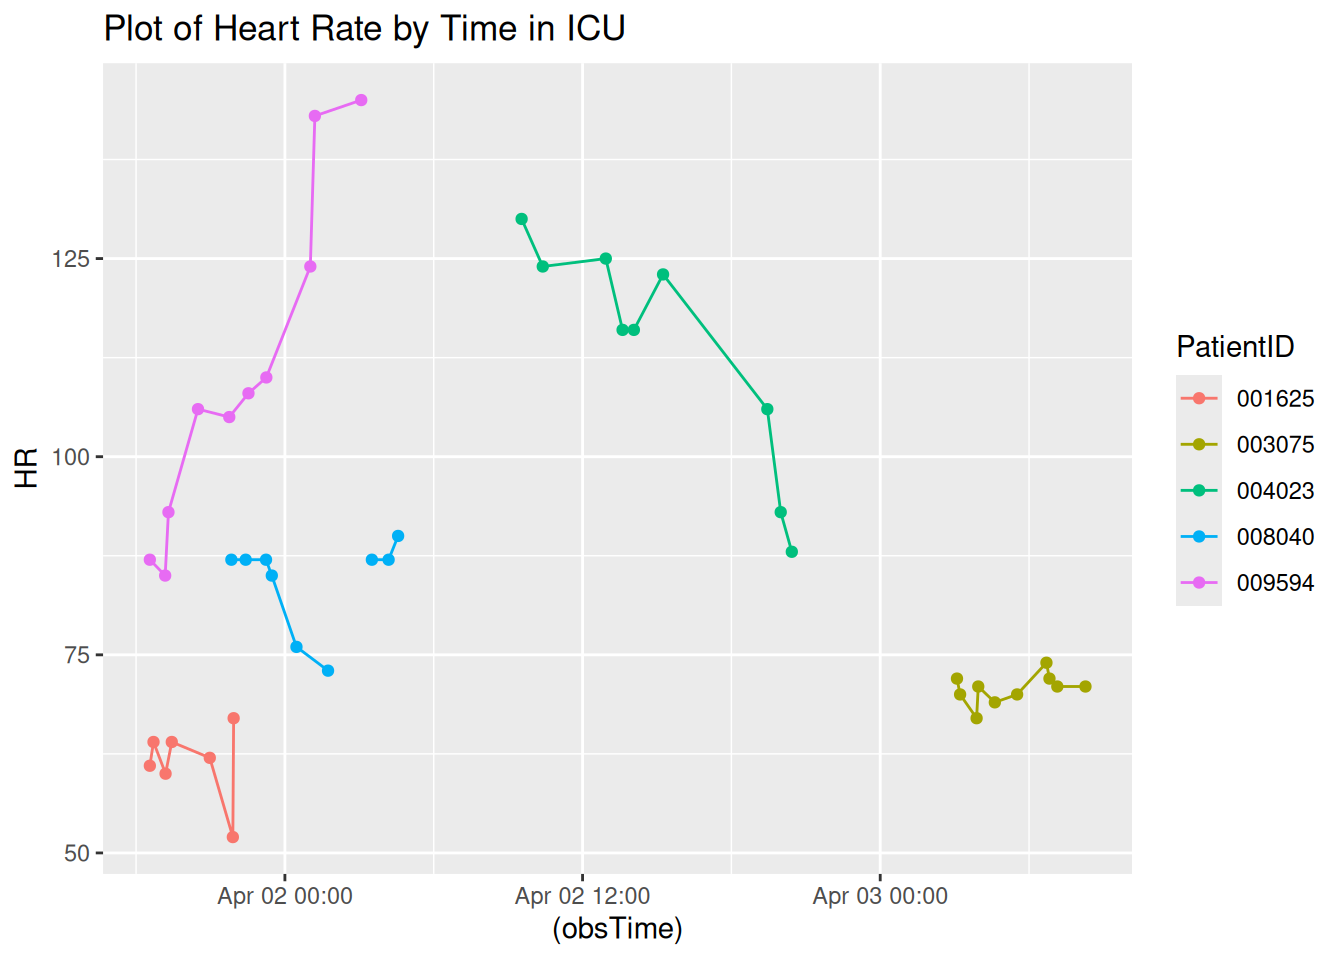 Plot of Heart Rate by Time in ICU
HR
125
100
75
50
Apr 02 00:00
Apr 02 12:00
Apr 03 00:00
(obsTime)
PatientID
001625
003075
004023
008040
009594